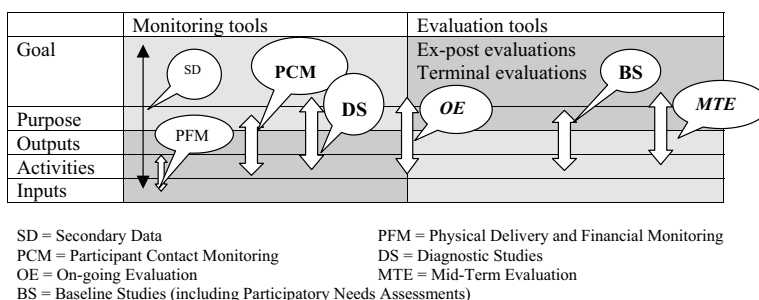 Monitoring tools Evaluation tools
Goal Ex-post evaluations
Terminal evaluations
SD PCM BS
DS OE MTE
Purpose
PFM
Outputs
Activities
Inputs
SD = Secondary Data PFM = Physical Delivery and Financial Monitoring
PCM = Participant Contact Monitoring DS = Diagnostic Studies
OE = On-going Evaluation MTE = Mid-Term Evaluation
BS = Baseline Studies (including Participatory Needs Assessments)